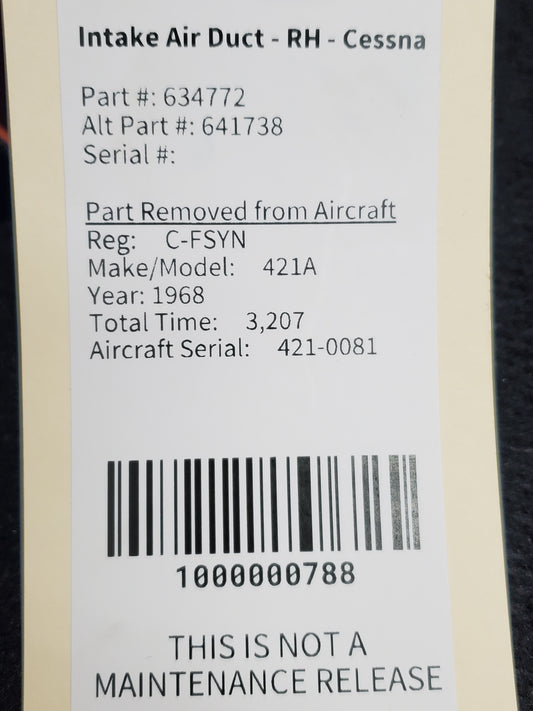 Intake Air Duct - RH - Cessna
Part #: 634772
Alt Part #: 641738
Serial #:
Part Removed from Aircraft
Reg: C-FSYN
Make/Model: 421A
Year: 1968
Total Time: 3,207
Aircraft Serial: 421-0081
1000000788
THIS IS NOT A
MAINTENANCE RELEASE